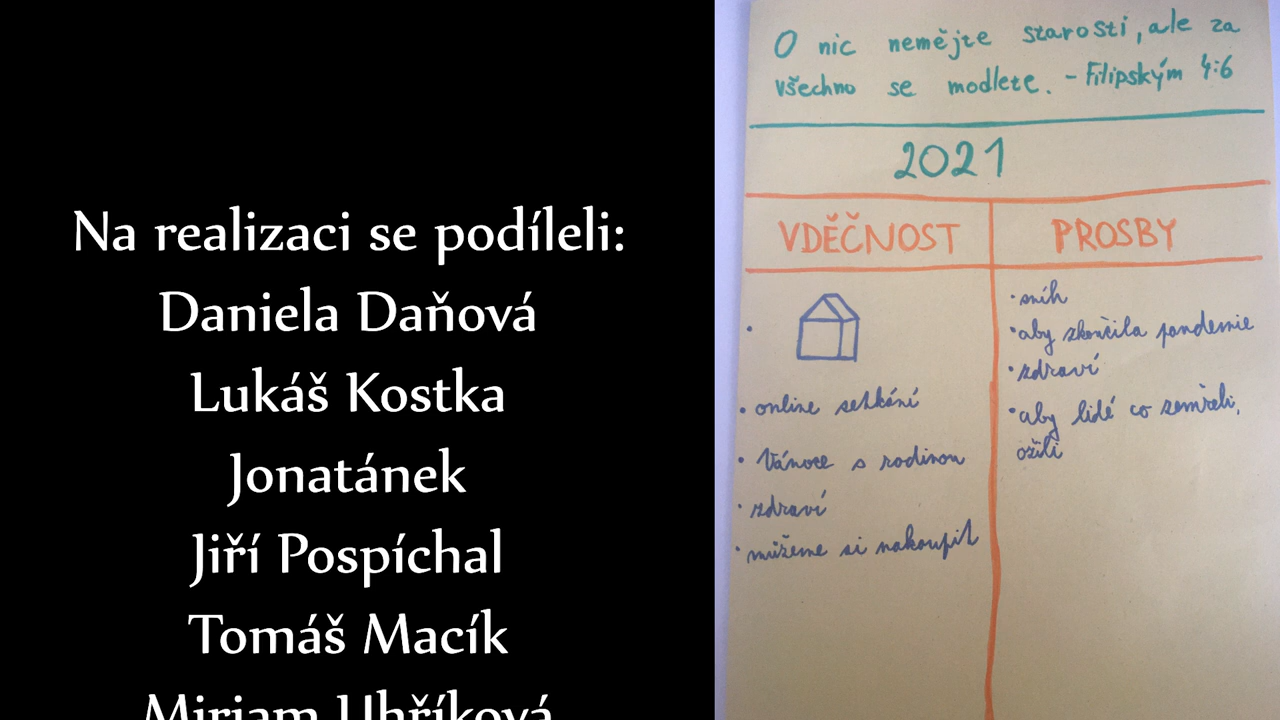 Na realizaci se podíleli:
Daniela Daňová
Lukáš Kostka
Jonatánek
Jiří Pospíchal
Tomáš Macík
Miriam Uhříková
O nic nemějte starosti, ale za
všechno se modlete. - Filipským 4:6
2021
VDĚČNOST
•
• online setkání
• Vánoce s rodinou
• zdraví
• můžeme si nakoupit
PROSBY
• sníh
• aby skončila pandemie
• zdraví
• aby lidé co zemřeli,
ožili